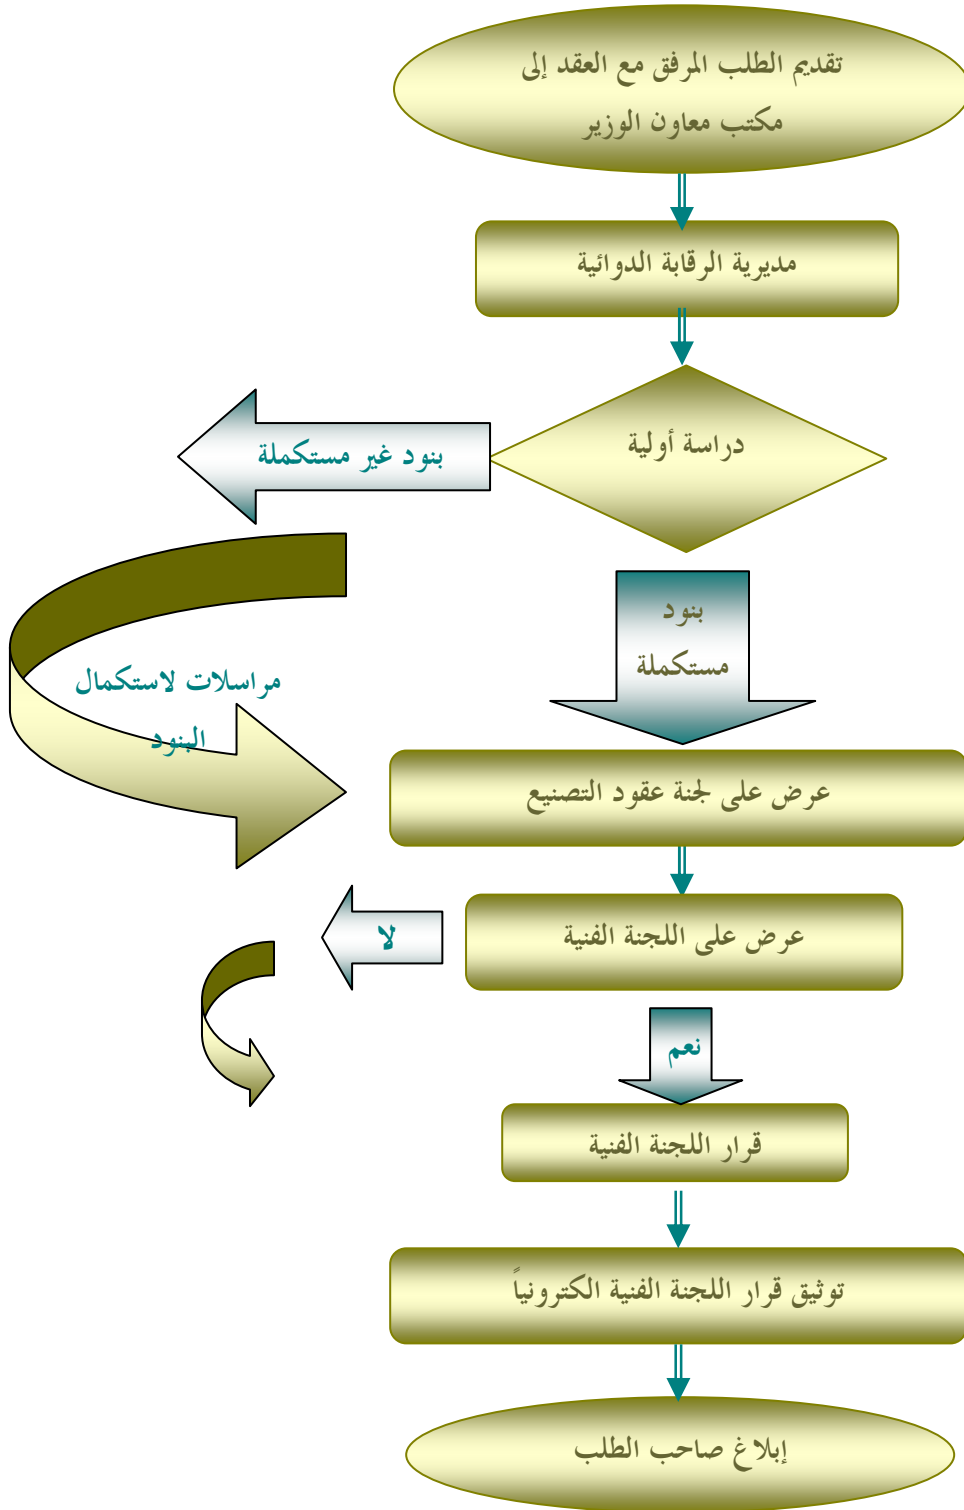 تقديم الطلب المرفق مع العقد إلى
مكتب معاون الوزير
مديرية الرقابة الدوائية
دراسة أولية
بنود غير مستكملة
بنود
مستكملة
مراسلات لاستكمال
البنود
عرض على لجنة عقود التصنيع
عرض على اللجنة الفنية
لا
نعم
قرار اللجنة الفنية
توثيق قرار اللجنة الفنية الكترونياً
إبلاغ صاحب الطلب